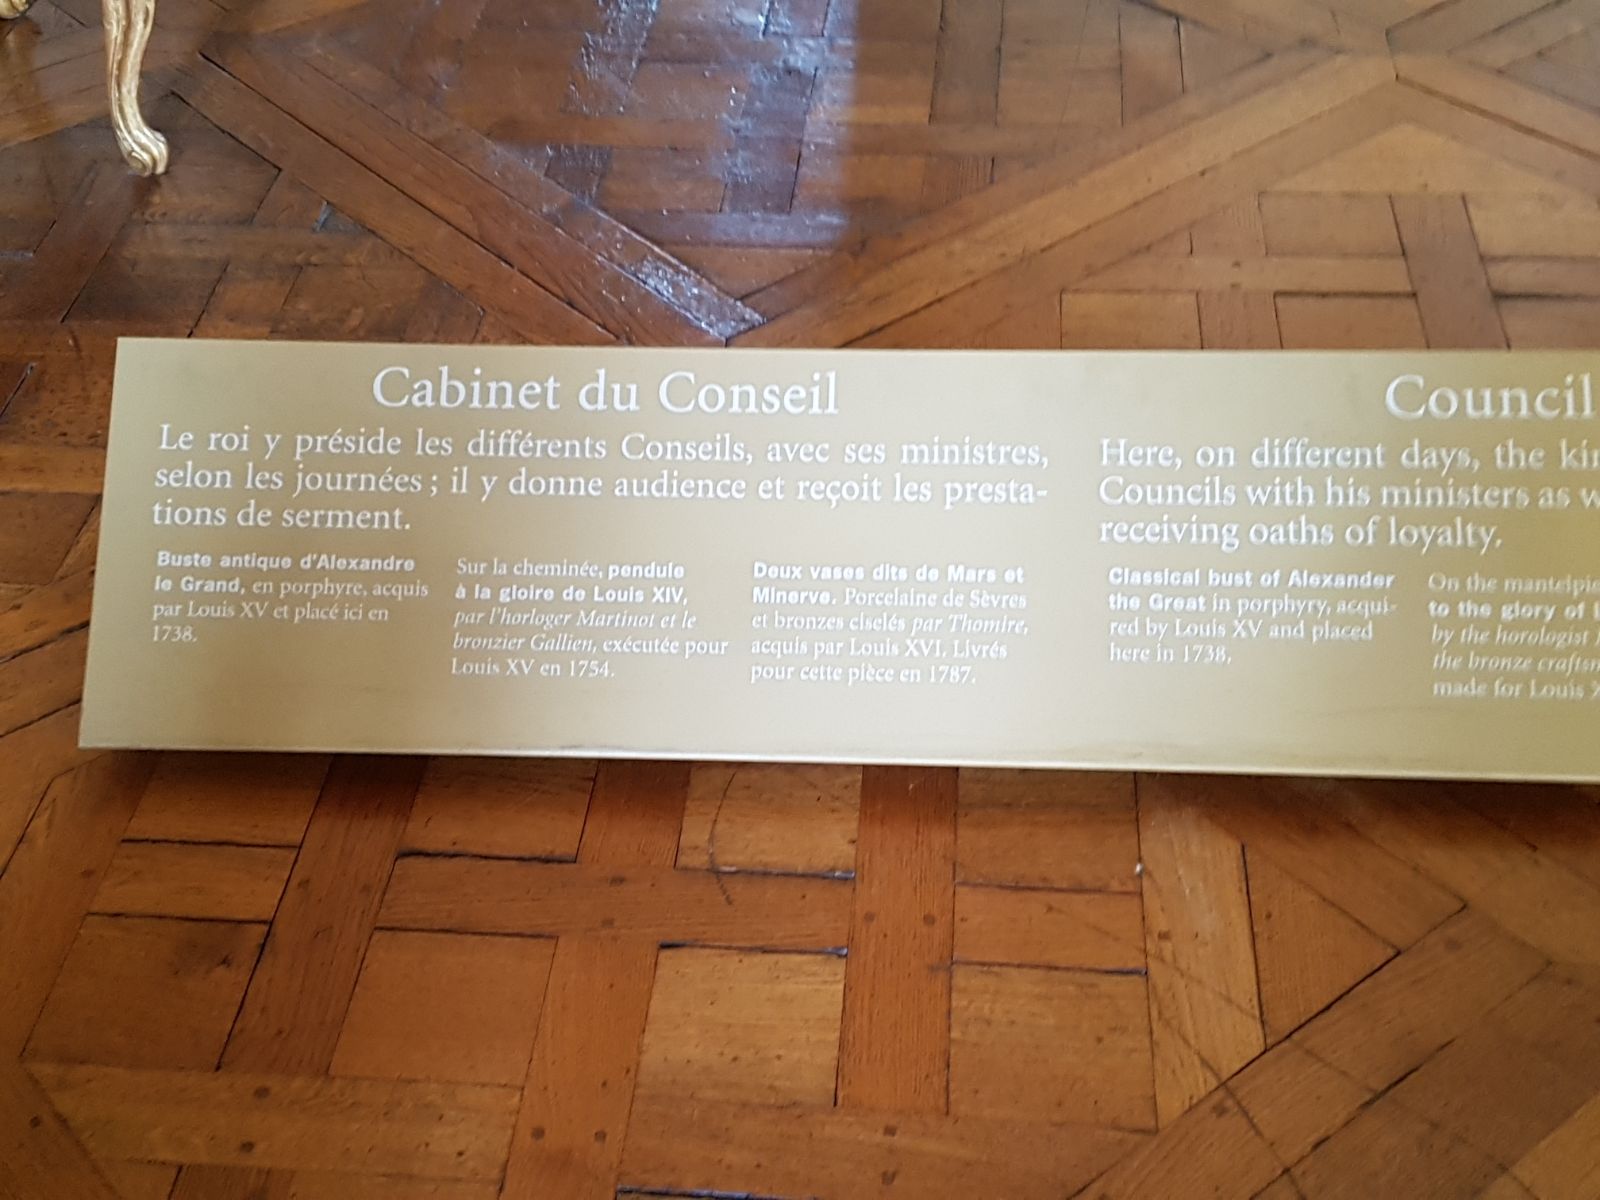 Cabinet du Conseil
Le roi y préside les différents Conseils, avec ses ministres,
selon les journées ; il y donne audience et reçoit les presta-
tions de serment.
Buste antique d'Alexandre
le Grand, en porphyre, acquis
par Louis XV et placé ici en
1738.
Sur la cheminée, pendule
à la gloire de Louis XIV,
par l'horloger Martinot et le
bronzier Gallien, exécutée pour
Louis XV en 1754.
Deux vases dits de Mars et
Minerve. Porcelaine de Sèvres
et bronzes ciselés par Thomire,
acquis par Louis XVI. Livrés
pour cette pièce en 1787.
Council
Here, on different days, the
Councils with his ministers as
receiving oaths of loyalty.
Classical bust of Alexander
the Great in porphyry, acqui-
red by Louis XV and placed
here in 1738.
On the
to the glory of
by the horologist
the bronze
made for Louis